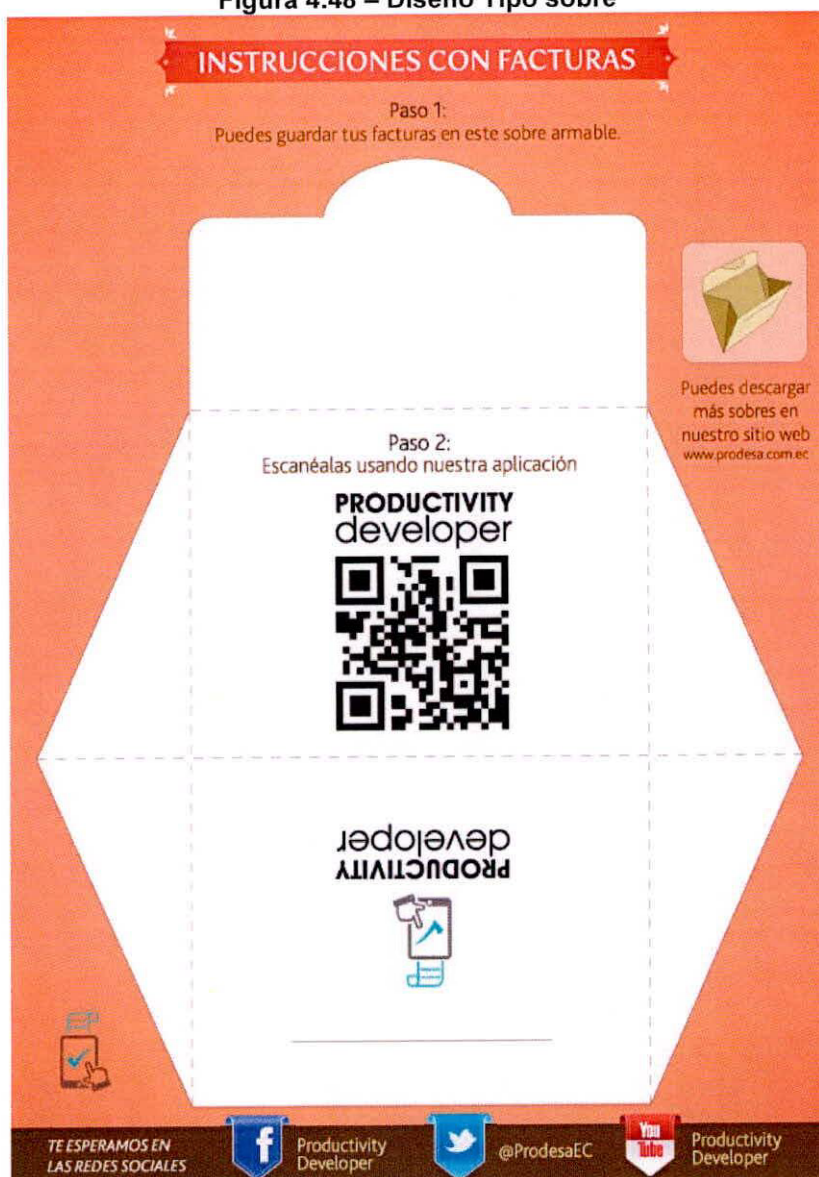 Figura 4.48 – Diseño Tipo sobre
INSTRUCCIONES CON FACTURAS
Paso 1:
Puedes guardar tus facturas en este sobre armable.
Puedes descargar
más sobres en
nuestro sitio web
www.prodesa.com.ec
Paso 2:
Escanéalas usando nuestra aplicación
PRODUCTIVITY
developer
PRODUCTIVITY
developer
TE ESPERAMOS EN
LAS REDES SOCIALES
f
Productivity
Developer
@ProdesaEC
You
Tube
Productivity
Developer